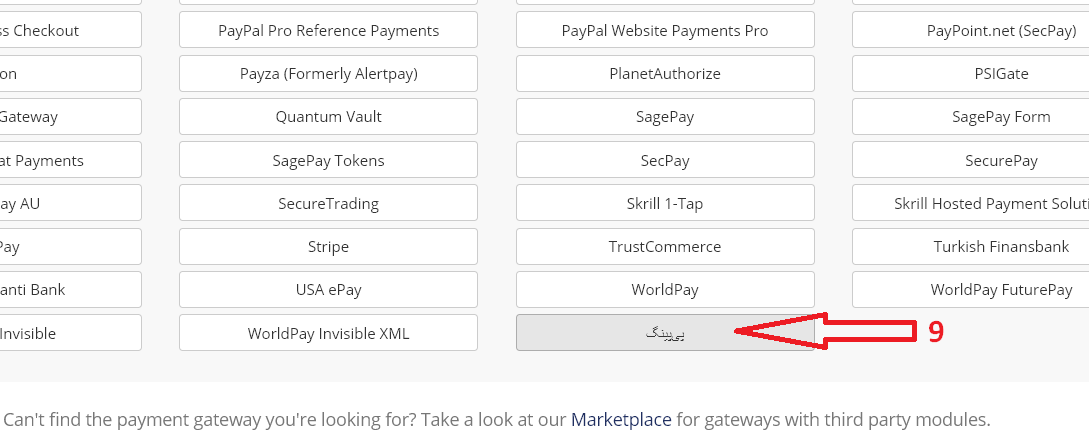 ss Checkout PayPal Pro Reference Payments PayPal Website Payments Pro PayPoint.net (SecPay)
on Payza (Formerly Alertpay) PlanetAuthorize PSIGate
Gateway Quantum Vault SagePay SagePay Form
at Payments SagePay Tokens SecPay SecurePay
ay AU SecureTrading Skrill 1-Tap Skrill Hosted Payment Soluti
Pay Stripe TrustCommerce Turkish Finansbank
anti Bank USA ePay WorldPay WorldPay FuturePay
Invisible WorldPay Invisible XML پی‌پینگ 9
Can't find the payment gateway you're looking for? Take a look at our Marketplace for gateways with third party modules.